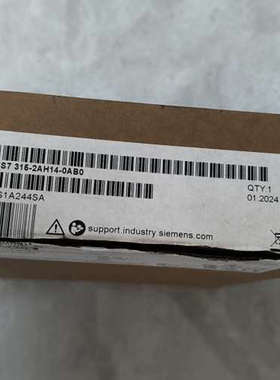 S7 315-2AH14-0AB0
S1A244SA
QTY 1
01.2024
support.industry siemens.com